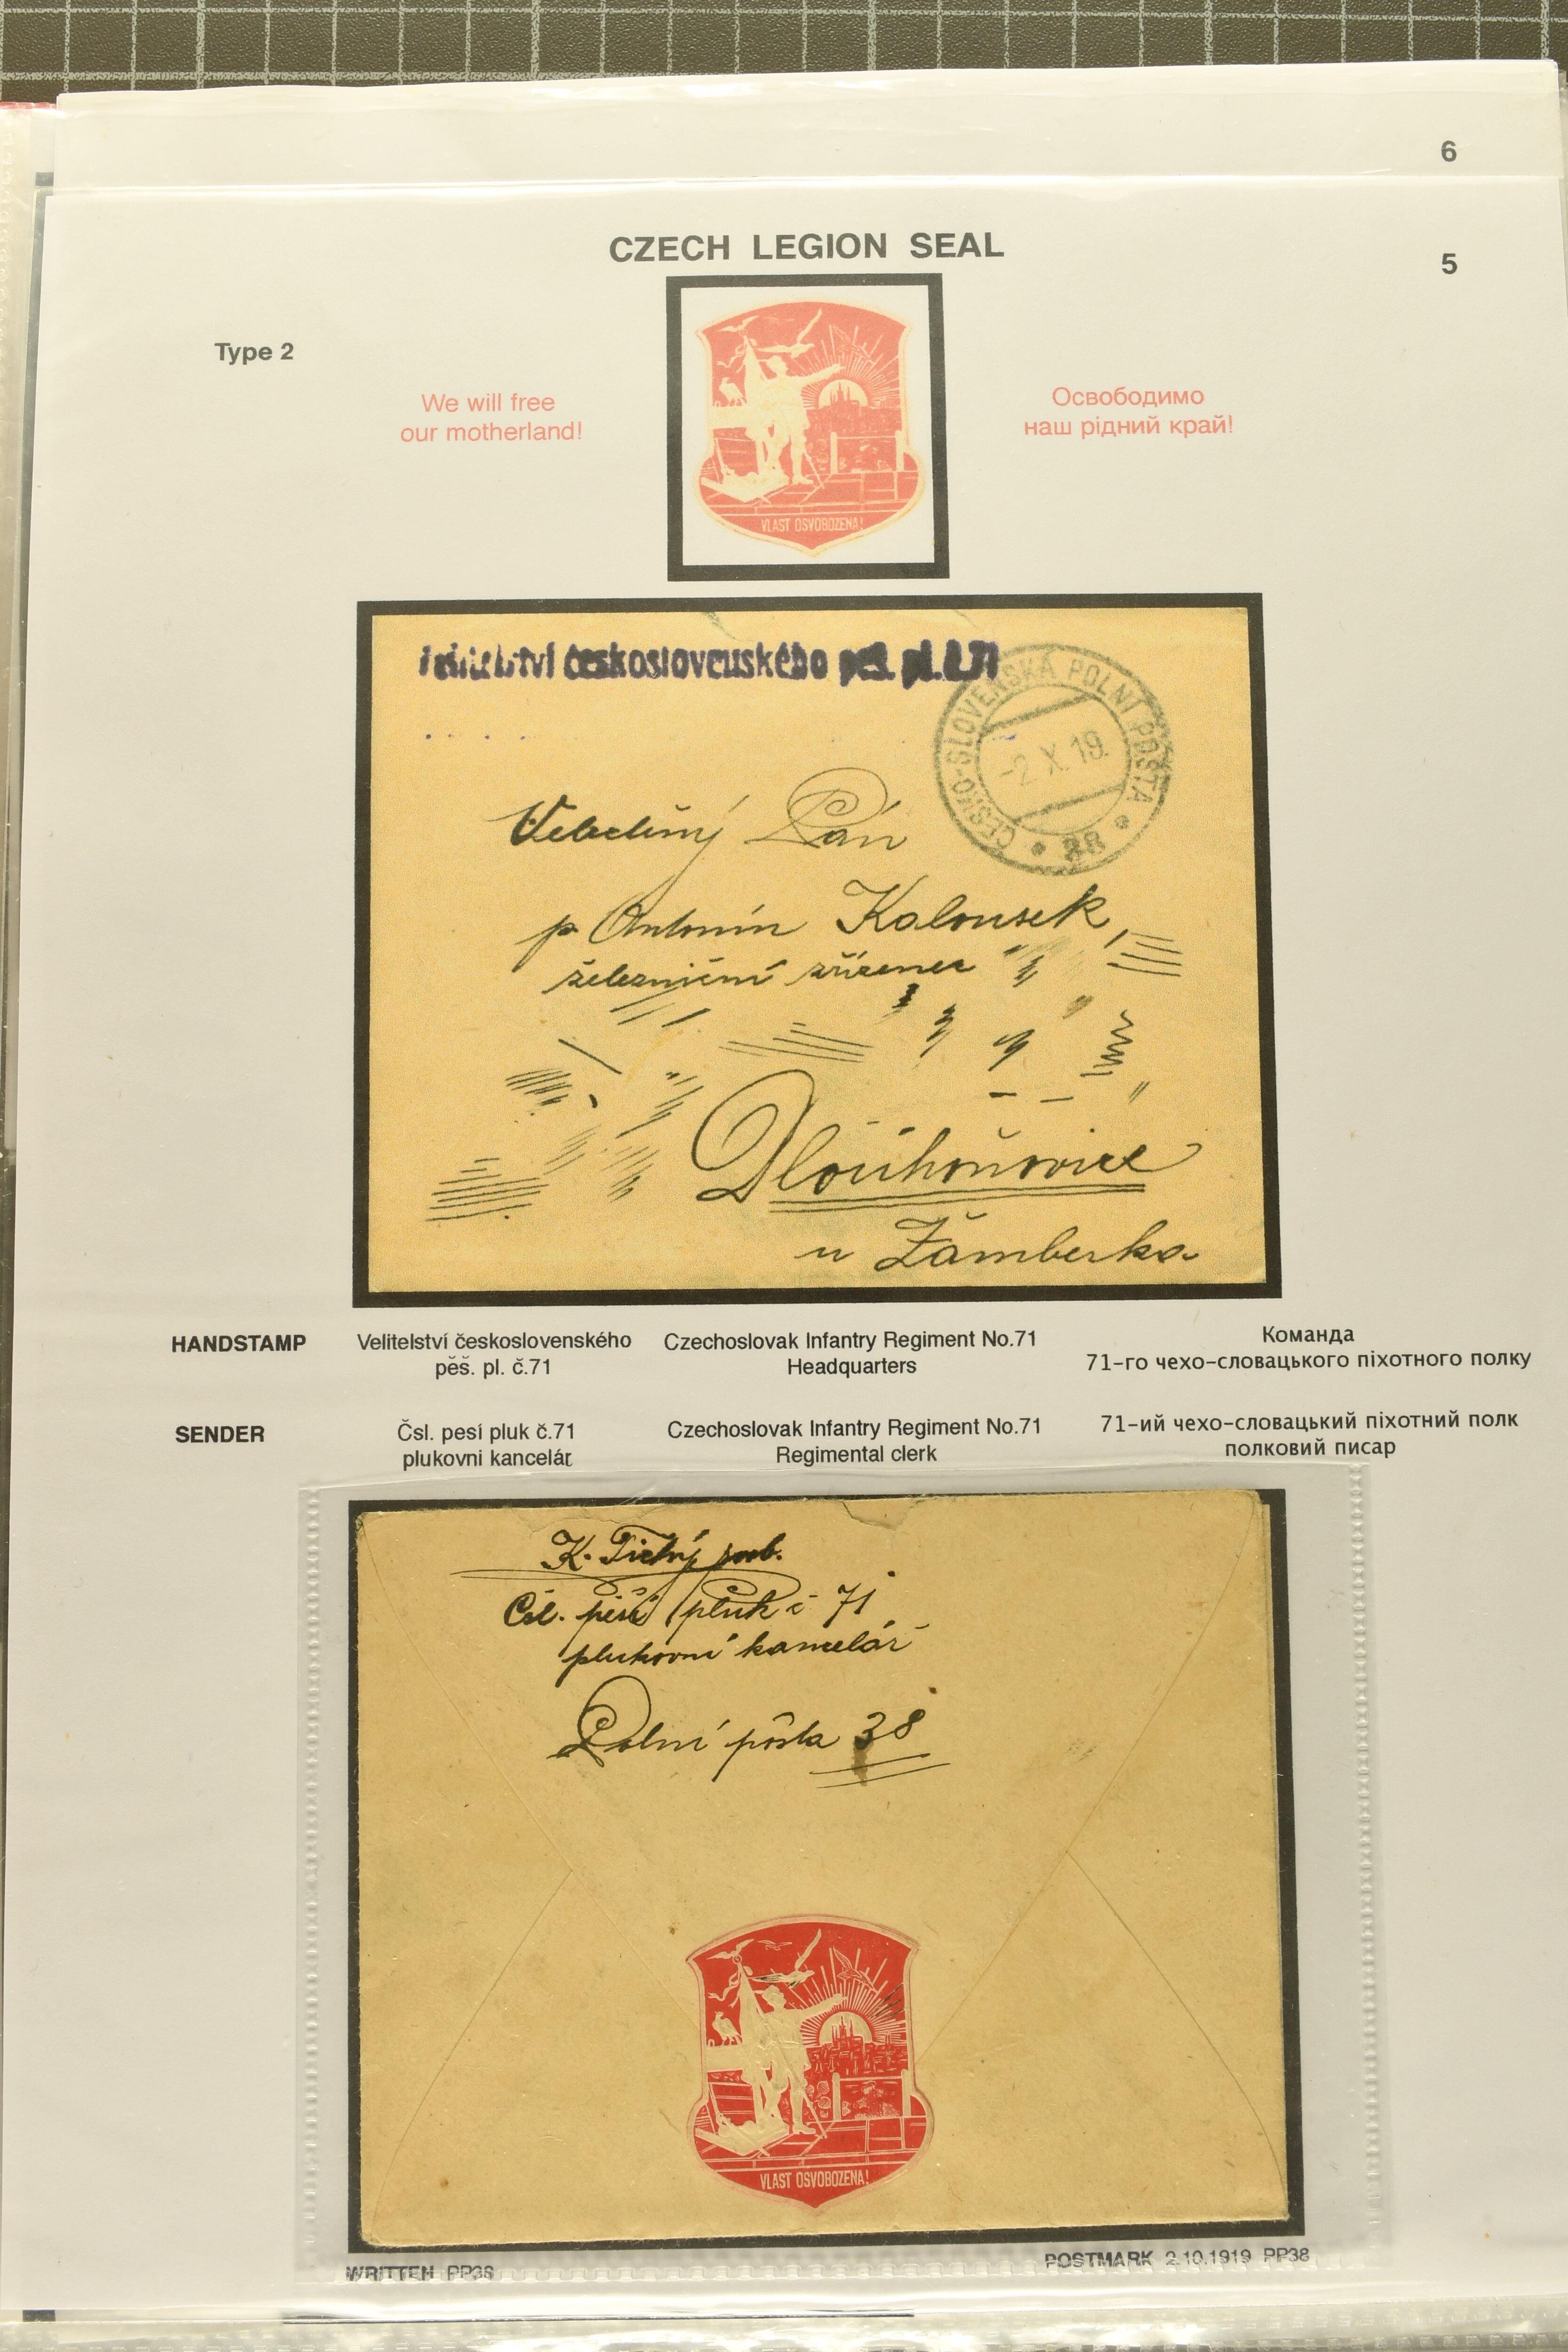 6
CZECH LEGION SEAL
5
Type 2
We will free
our motherland!
Освободимо
наш рідний край!
VLAST OSVOBOZENA!
československého pěš. pl. č. 71
ČESKO-SLOVENSKÁ POLNÍ POŠTA
-2. X. 19.
38
Velectěný Pán
p. Antonín Kalousek,
železniční zřízenec
Dlouhoňovice
u Žamberka
HANDSTAMP
Velitelství československého
pěš. pl. č.71
Czechoslovak Infantry Regiment No.71
Headquarters
Команда
71-го чехо-словацького піхотного полку
SENDER
Čsl. pesí pluk č.71
plukovni kancelár
Czechoslovak Infantry Regiment No.71
Regimental clerk
71-ий чехо-словацький піхотний полк
полковий писар
K. Tichý
Čsl. pěší pluk č 71
plukovní kancelář
Polní pošta 38
VLAST OSVOBOZENA!
WRITTEN PP38
POSTMARK 2.10.1919 PP38